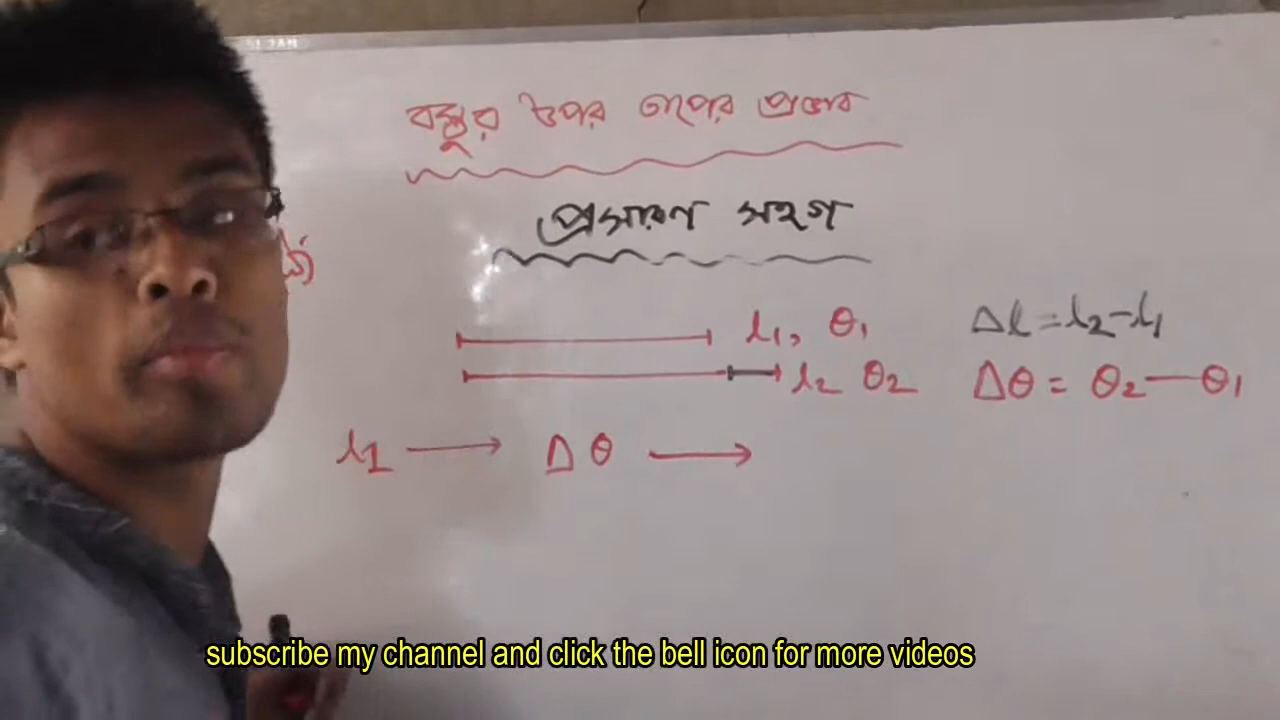 বস্তুর উপর তাপের প্রভাব
প্রসারণ সহগ
l₁, θ₁
Δl = l₂-l₁
l₂ θ₂
Δθ = θ₂-θ₁
l₁ → Δθ →
subscribe my channel and click the bell icon for more videos